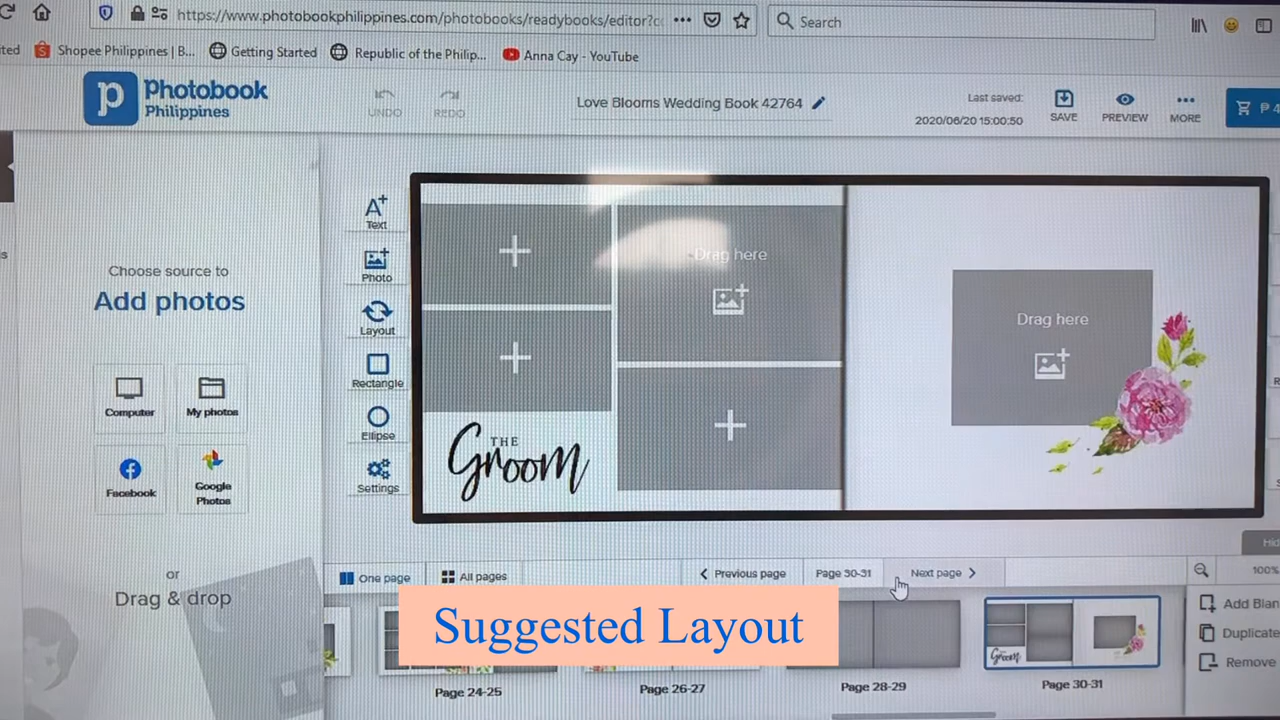 https://www.photobookphilippines.com/photobooks/readybooks/editor?c
Search
Shopee Philippines | B...
Getting Started
Republic of the Philip...
Anna Cay - YouTube
p
Photobook
Philippines
UNDO
REDO
Love Blooms Wedding Book 42764
Last saved:
2020/06/20 15:00:50
SAVE
PREVIEW
MORE
₱ 4
Choose source to
Add photos
Computer
My photos
Facebook
Google
Photos
or
Drag & drop
Text
Photo
Layout
Rectangle
Ellipse
Settings
Drag here
THE
Groom
Drag here
One page
All pages
Previous page
Page 30-31
Next page
100%
Suggested Layout
Groom
Page 24-25
Page 26-27
Page 28-29
Page 30-31
Add Blan
Duplicate
Remove